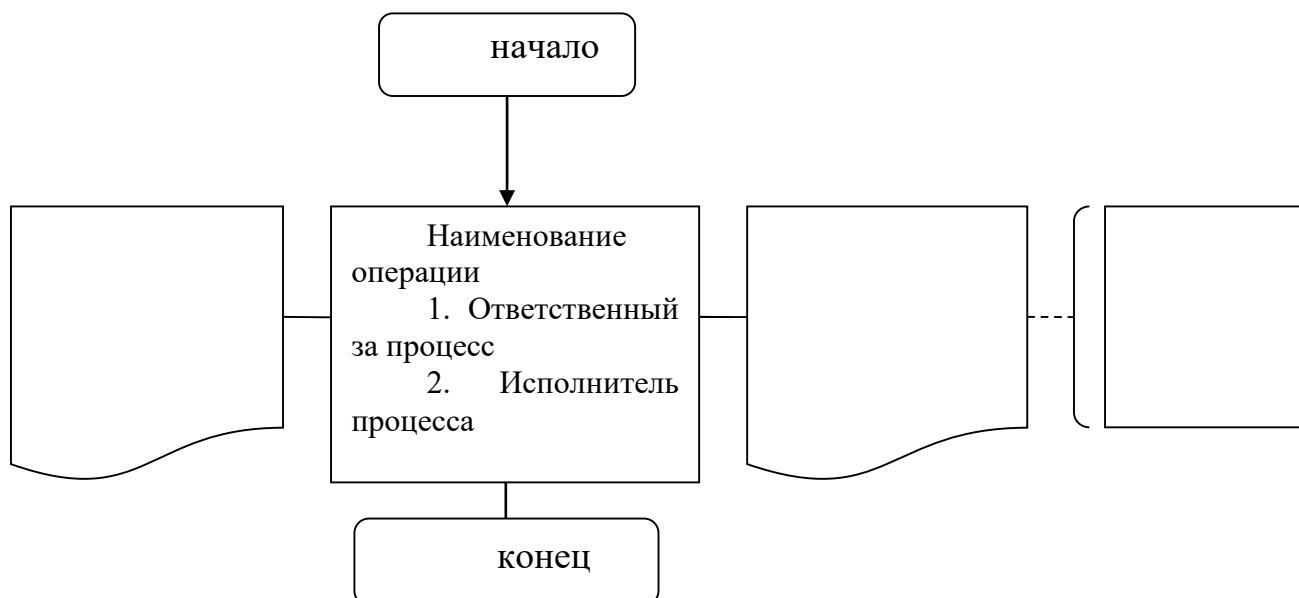 начало
Наименование
операции
1. Ответственный
за процесс
2. Исполнитель
процесса
конец